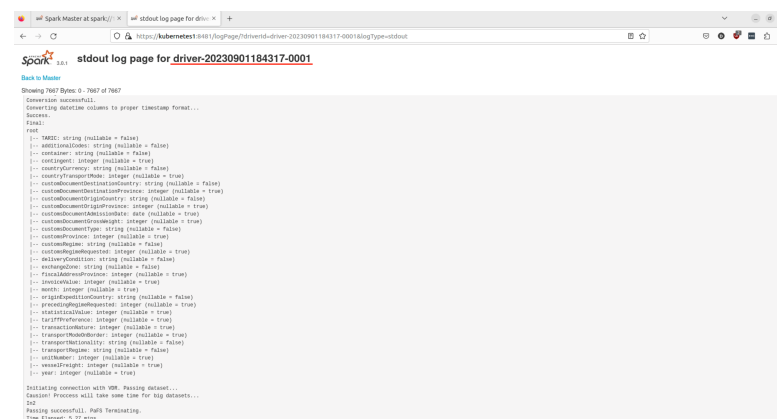 Spark Master at spark://
stdout log page for drive
https://kubernetes1:8481/logPage/?driverId=driver-20230901184317-0001&logType=stdout
Spark 3.0.1 stdout log page for driver-20230901184317-0001
Back to Master
Showing 7667 Bytes: 0 - 7667 of 7667
Conversion successfull.
Converting datetime columns to proper timestamp format...
Success.
Final:
root
|-- TARIC: string (nullable = false)
|-- additionalCodes: string (nullable = false)
|-- container: string (nullable = false)
|-- contingent: integer (nullable = true)
|-- countryCurrency: string (nullable = false)
|-- countryTransportMode: integer (nullable = true)
|-- customDocumentDestinationCountry: string (nullable = false)
|-- customDocumentDestinationProvince: integer (nullable = true)
|-- customDocumentOriginCountry: string (nullable = false)
|-- customDocumentOriginProvince: integer (nullable = true)
|-- customsDocumentAdmissionDate: date (nullable = true)
|-- customsDocumentGrossWeight: integer (nullable = true)
|-- customsDocumentType: string (nullable = false)
|-- customsProvince: integer (nullable = true)
|-- customsRegime: string (nullable = false)
|-- customsRegimeRequested: integer (nullable = true)
|-- deliveryCondition: string (nullable = false)
|-- exchangeZone: string (nullable = false)
|-- fiscalAddressProvince: integer (nullable = true)
|-- invoiceValue: integer (nullable = true)
|-- month: integer (nullable = true)
|-- originExpeditionCountry: string (nullable = false)
|-- precedingRegimeRequested: integer (nullable = true)
|-- statisticalValue: integer (nullable = true)
|-- tariffPreference: integer (nullable = true)
|-- transactionNature: integer (nullable = true)
|-- transportModeOnBorder: integer (nullable = true)
|-- transportNationality: string (nullable = false)
|-- transportRegime: string (nullable = false)
|-- unitNumber: integer (nullable = true)
|-- vesselFreight: integer (nullable = true)
|-- year: integer (nullable = true)
Initiating connection with VDM. Passing dataset...
Causion! Proccess will take some time for big datasets...
In2
Passing successfull. PaFS Terminating.
Time Elapsed: 5.27 mins